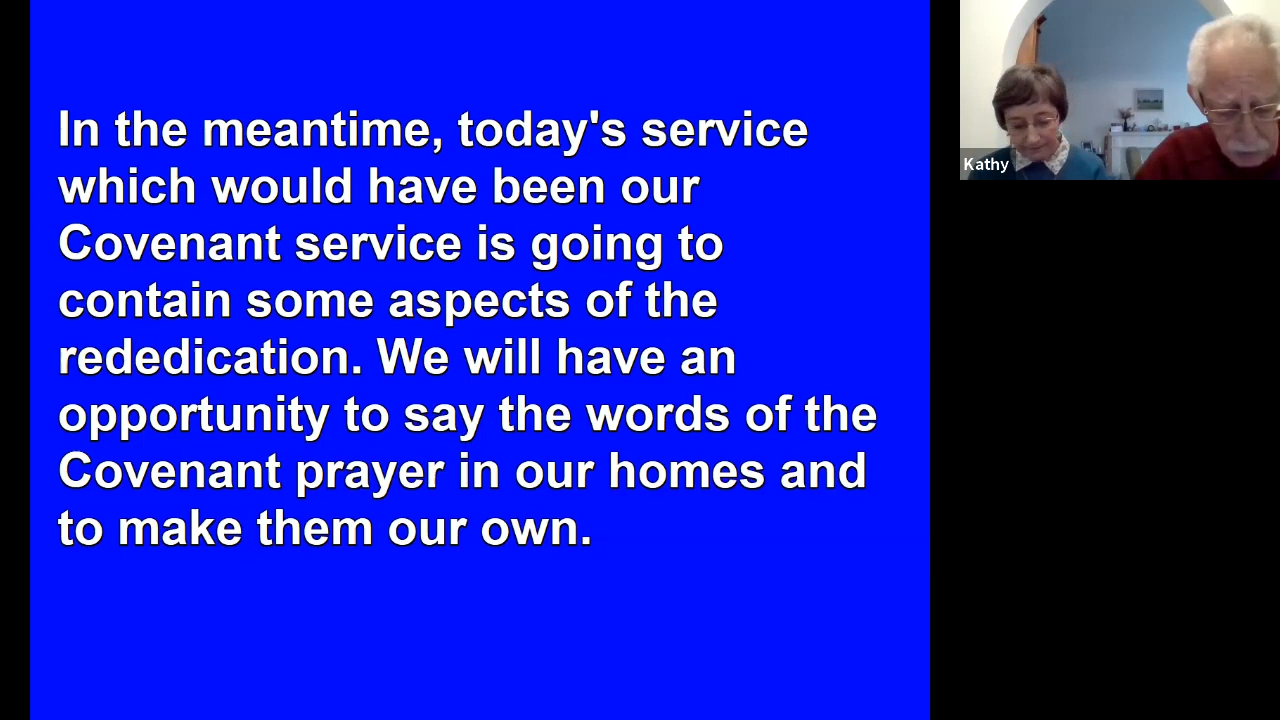 In the meantime, today's service
which would have been our
Covenant service is going to
contain some aspects of the
rededication. We will have an
opportunity to say the words of the
Covenant prayer in our homes and
to make them our own.
Kathy